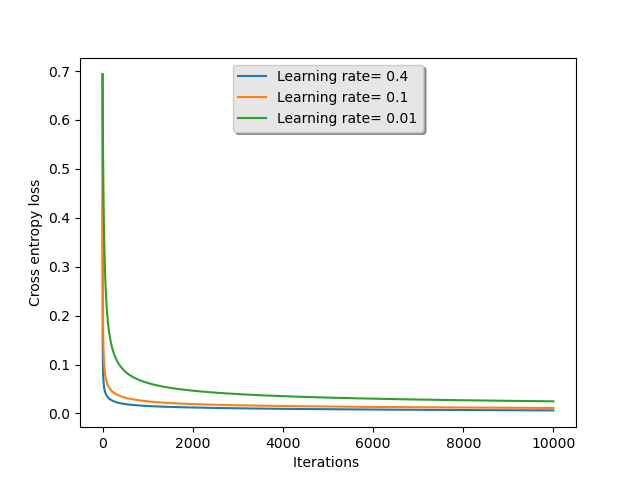 Learning rate= 0.4
Learning rate= 0.1
Learning rate= 0.01
0.7
0.6
0.5
0.4
0.3
0.2
0.1
0.0
Cross entropy loss
0 2000 4000 6000 8000 10000
Iterations